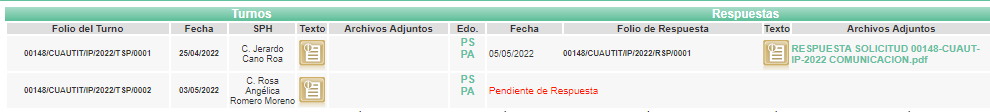 Turnos Respuestas
Folio del Turno Fecha SPH Texto Archivos Adjuntos Edo. Fecha Folio de Respuesta Texto Archivos Adjuntos
00148/CUAUTIT/IP/2022/TSP/0001 25/04/2022 C. Jerardo Cano Roa PS PA 05/05/2022 00148/CUAUTIT/IP/2022/RSP/0001 RESPUESTA SOLICITUD 00148-CUAUT-IP-2022 COMUNICACION.pdf
00148/CUAUTIT/IP/2022/TSP/0002 03/05/2022 C. Rosa Angélica Romero Moreno PS PA Pendiente de Respuesta